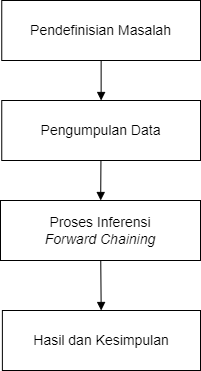 Pendefinisian Masalah
Pengumpulan Data
Proses Inferensi
Forward Chaining
Hasil dan Kesimpulan